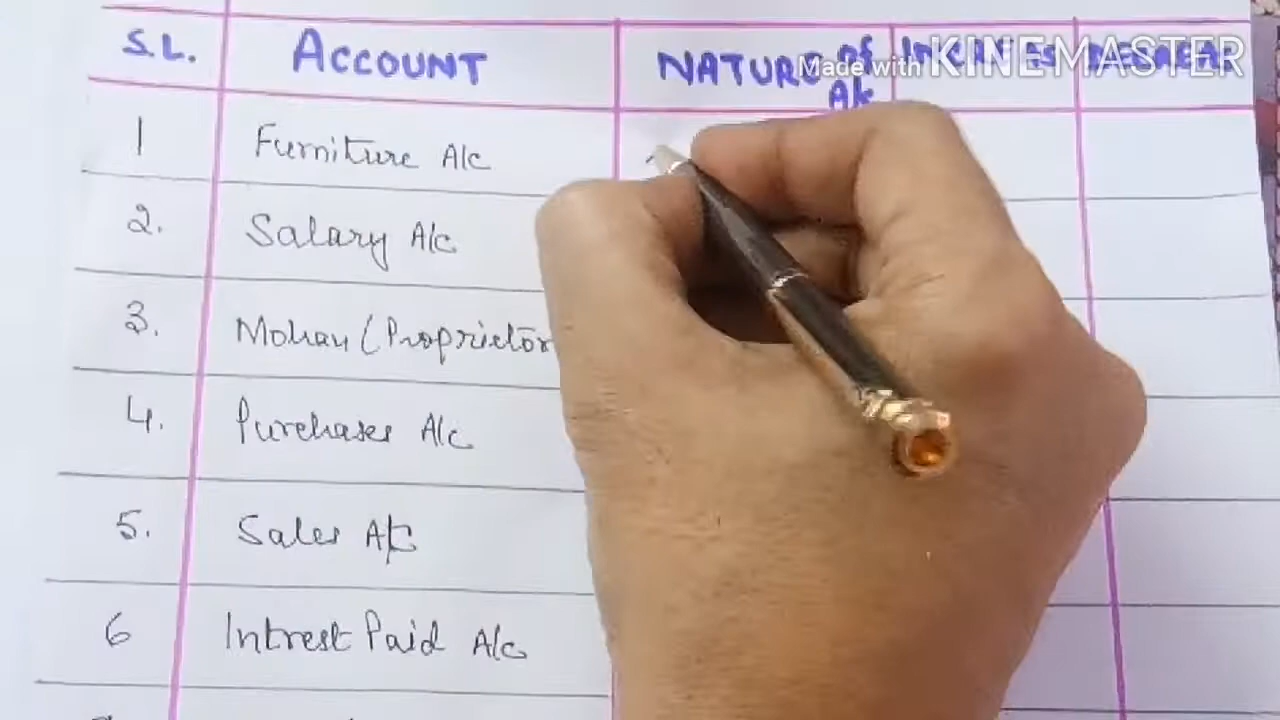 S.L. ACCOUNT NATURE of
A/c
Made with KINEMASTER
1 Furniture A/c
2. Salary A/c
3. Mohan (Proprietor
4. Purchases A/c
5. Sales A/c
6 Intrest Paid A/c